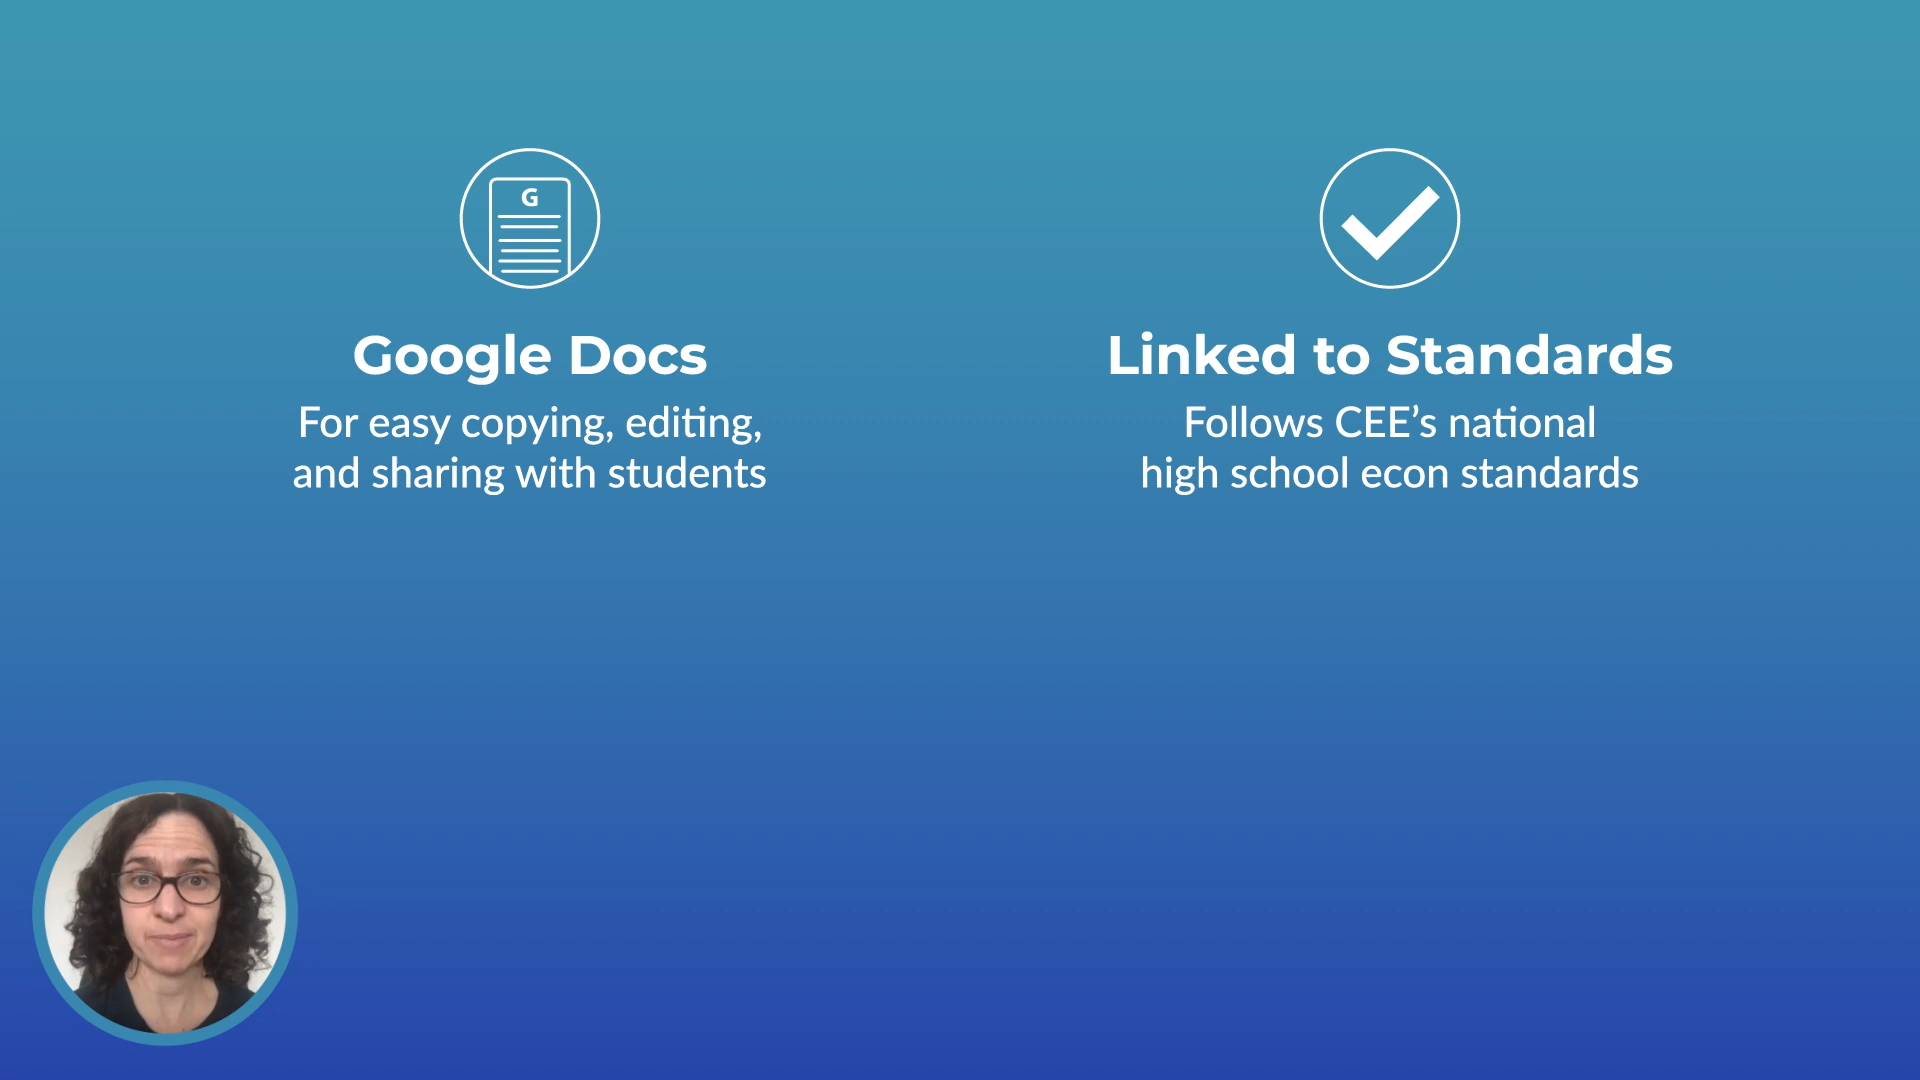 G
Google Docs
For easy copying, editing,
and sharing with students
Linked to Standards
Follows CEE’s national
high school econ standards